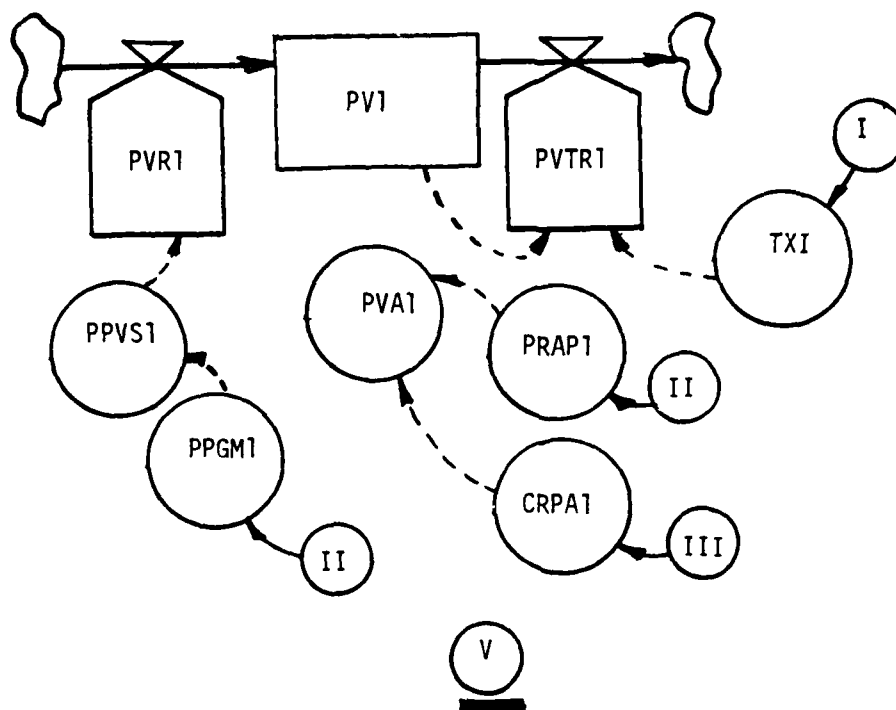 PV1
PVR1
PVTR1
I
TXI
PVA1
PPVS1
PRAP1
II
PPGM1
CRPA1
III
II
V